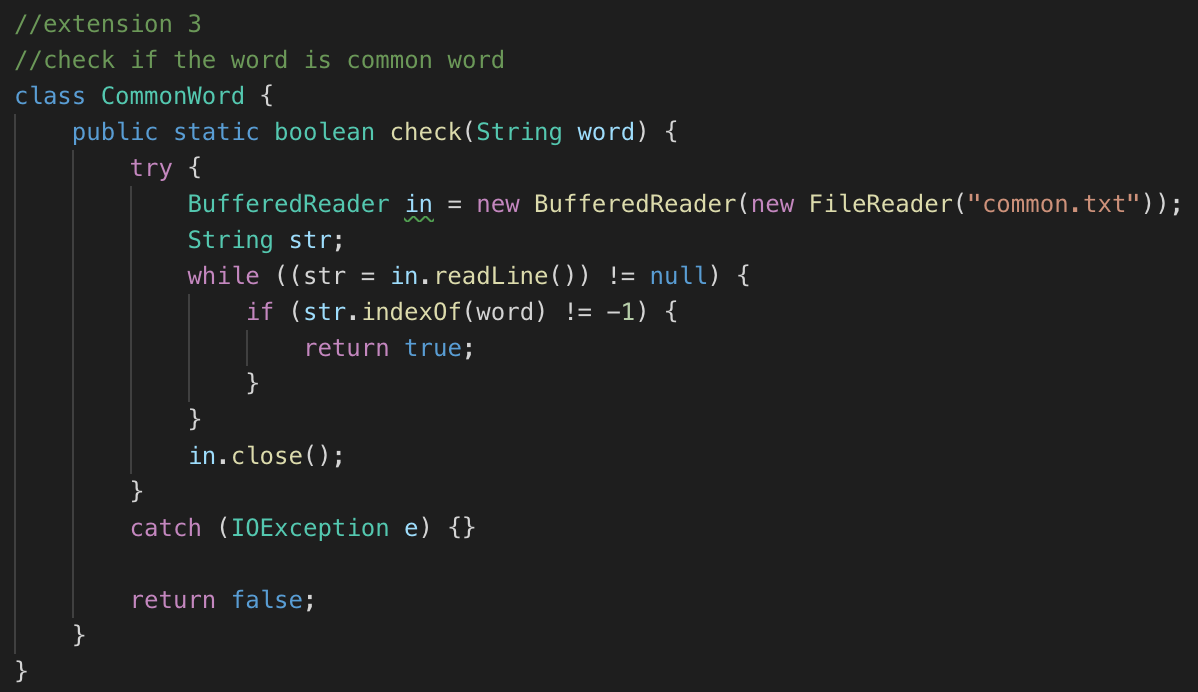 //extension 3
//check if the word is common word
class CommonWord {
    public static boolean check(String word) {
        try {
            BufferedReader in = new BufferedReader(new FileReader("common.txt"));
            String str;
            while ((str = in.readLine()) != null) {
                if (str.indexOf(word) != -1) {
                    return true;
                }
            }
            in.close();
        }
        catch (IOException e) {}

        return false;
    }
}